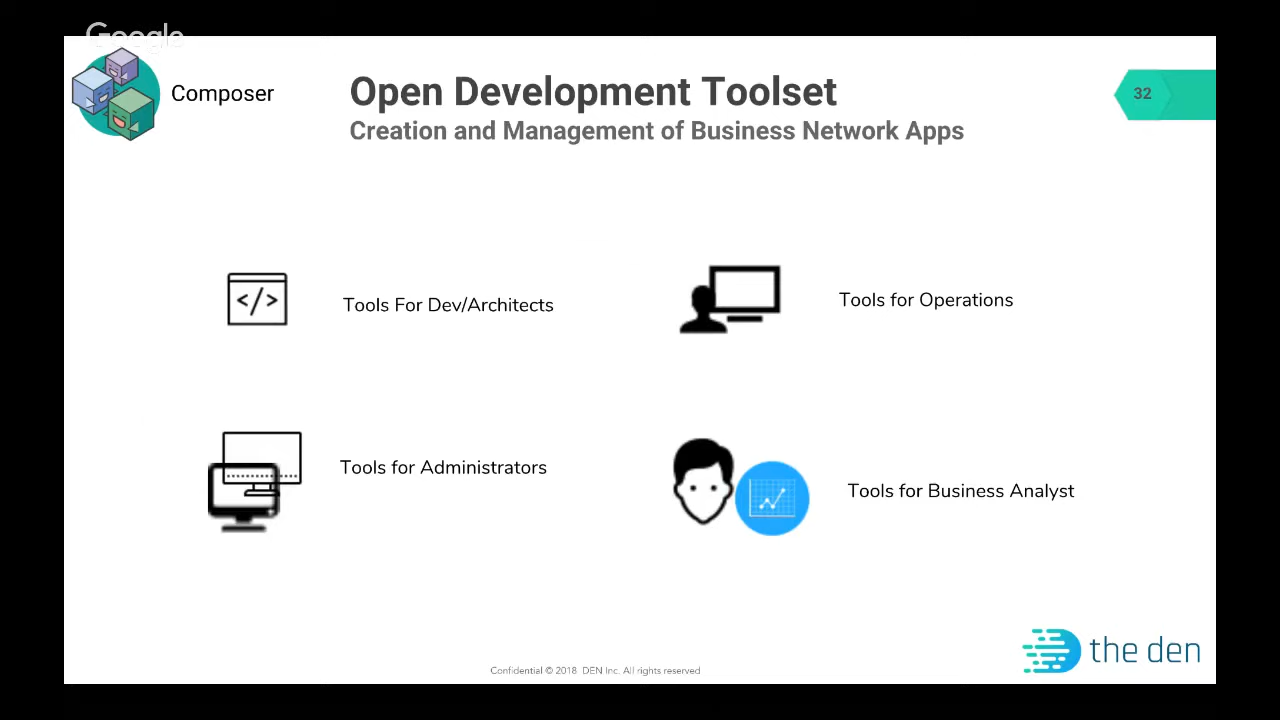 Google
Composer
Open Development Toolset
Creation and Management of Business Network Apps
32
</>
Tools For Dev/Architects
Tools for Operations
Tools for Administrators
Tools for Business Analyst
the den
Confidential © 2018 DEN Inc. All rights reserved